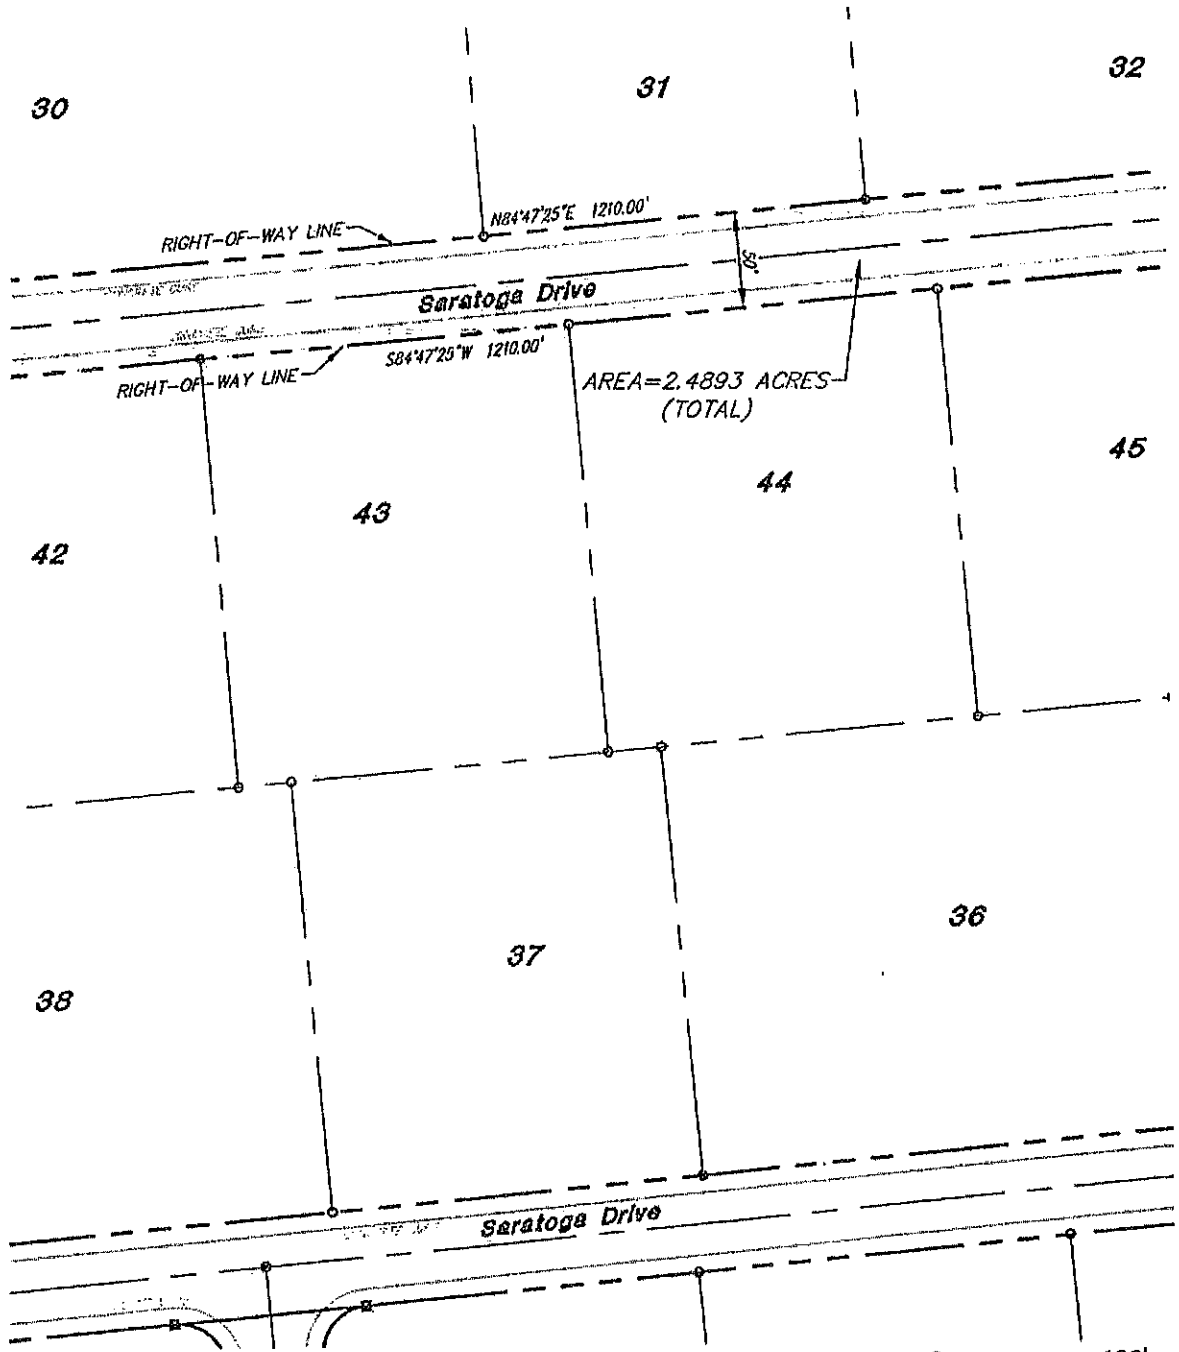 32
31
30
N84°47'25"E 1210.00'
RIGHT-OF-WAY LINE
50'
Saratoga Drive
S84°47'25"W 1210.00'
RIGHT-OF-WAY LINE
AREA=2.4893 ACRES
(TOTAL)
45
44
43
42
36
37
38
Saratoga Drive